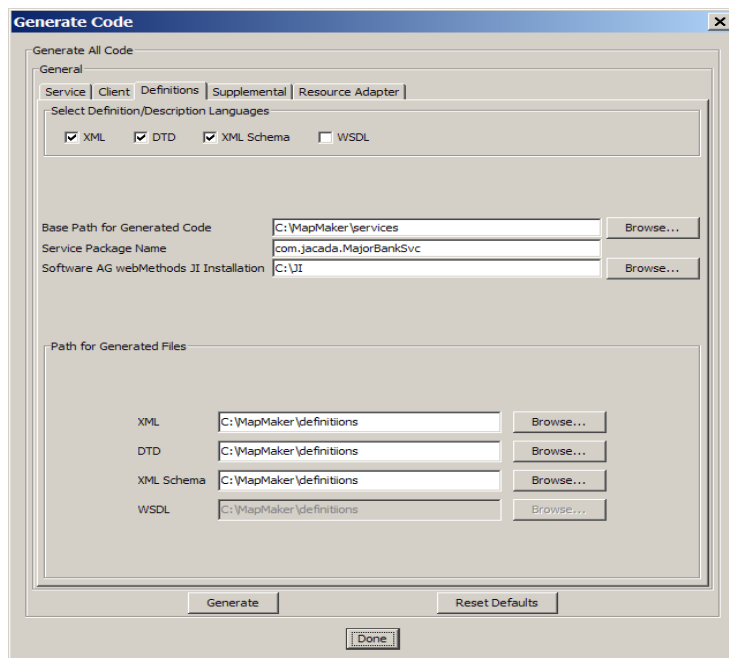 Generate Code
Generate All Code
General
Service Client Definitions Supplemental Resource Adapter
Select Definition/Description Languages
XML DTD XML Schema WSDL
Base Path for Generated Code C:\MapMaker\services Browse...
Service Package Name com.jacada.MajorBankSvc
Software AG webMethods JI Installation C:\JI Browse...
Path for Generated Files
XML C:\MapMaker\definitiions Browse...
DTD C:\MapMaker\definitiions Browse...
XML Schema C:\MapMaker\definitiions Browse...
WSDL C:\MapMaker\definitiions Browse...
Generate Reset Defaults
Done